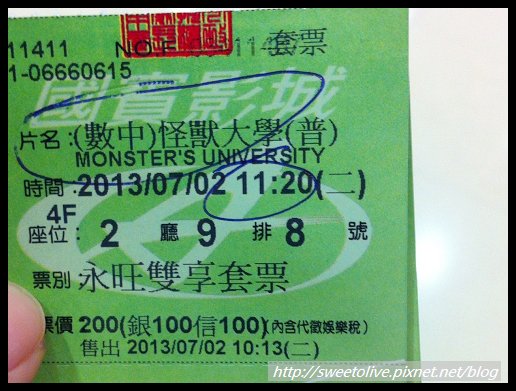 11411 NO.F 114 套票
1-06660615
國賓影城
片名:(數中)怪獸大學(普)
MONSTER'S UNIVERSITY
時間:2013/07/02 11:20(二)
4F
座位: 2 廳 9 排 8 號
票別 永旺雙享套票
票價 200(銀100信100)(內含代徵娛樂稅)
售出 2013/07/02 10:13(二)
http://sweetolive.pixnet.net/blog